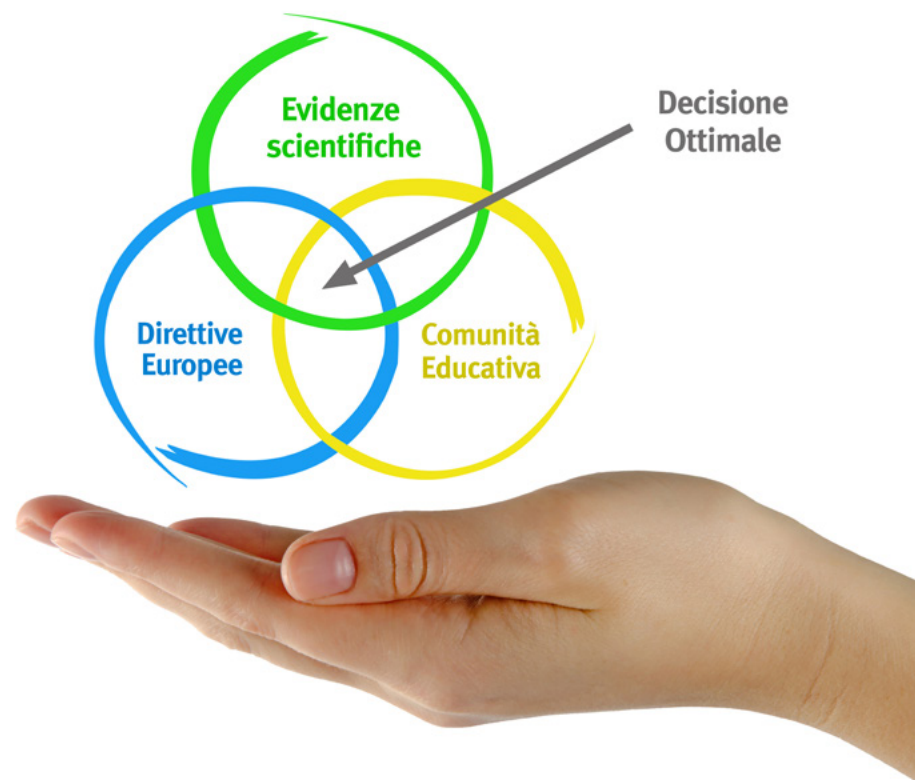 Evidenze
scientifiche
Decisione
Ottimale
Direttive
Europee
Comunità
Educativa